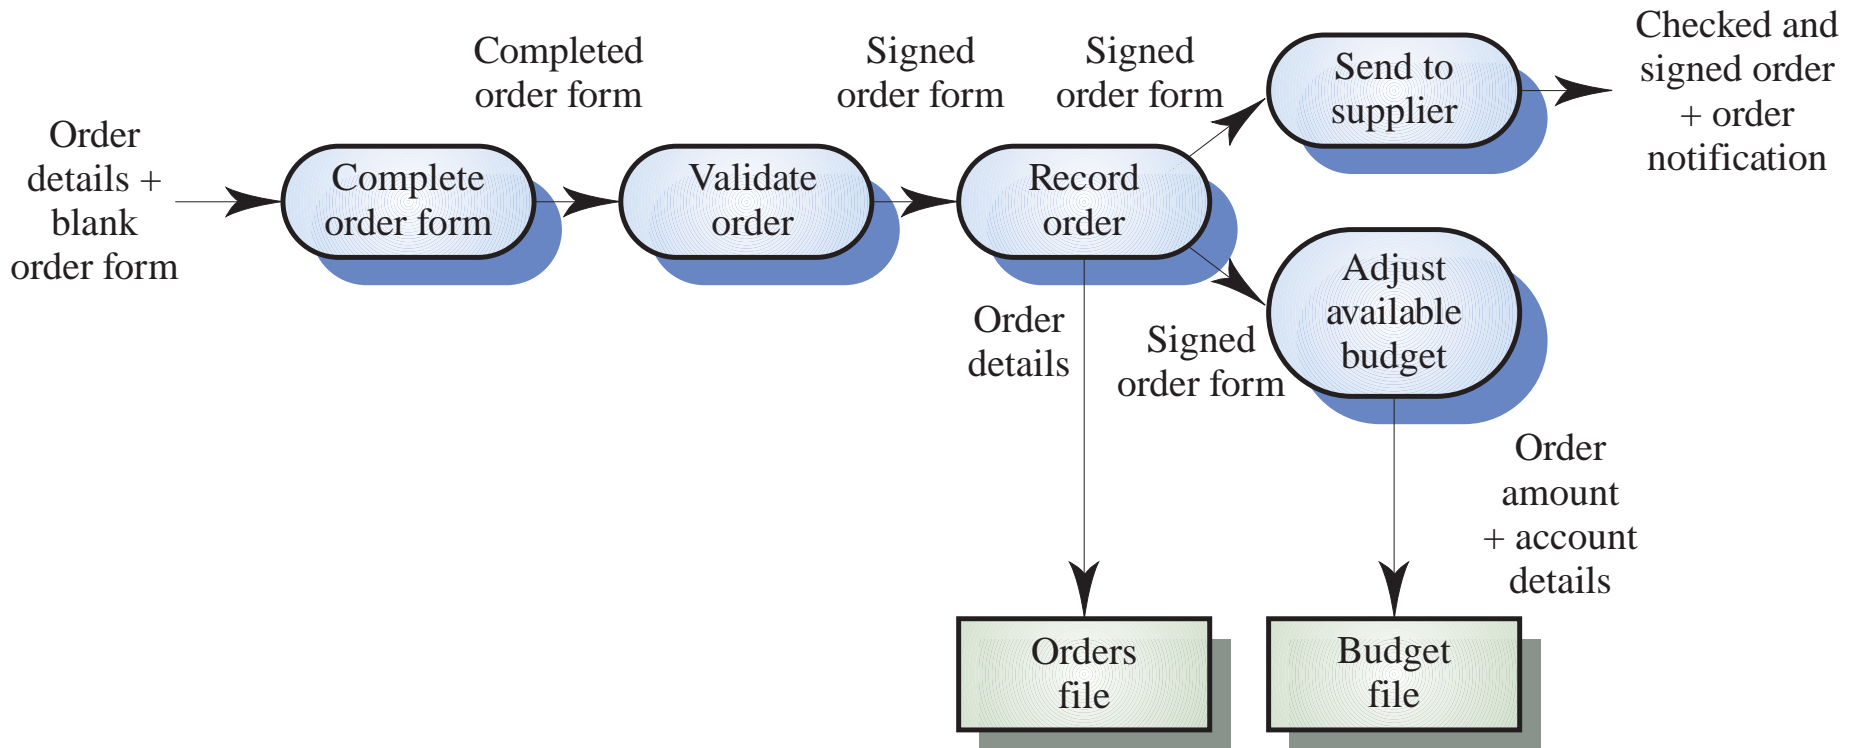 Order
details +
blank
order form
Complete
order form
Completed
order form
Validate
order
Signed
order form
Record
order
Signed
order form
Send to
supplier
Checked and
signed order
+ order
notification
Order
details
Signed
order form
Adjust
available
budget
Order
amount
+ account
details
Orders
file
Budget
file